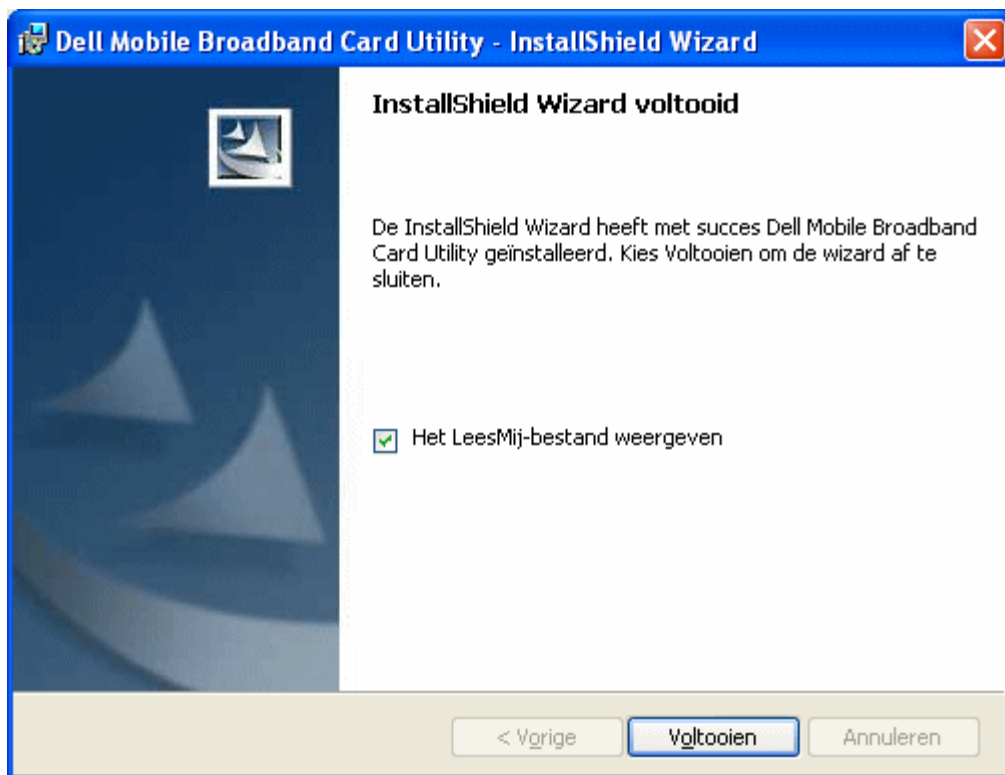 Dell Mobile Broadband Card Utility - InstallShield Wizard
InstallShield Wizard voltooid
De InstallShield Wizard heeft met succes Dell Mobile Broadband
Card Utility geïnstalleerd. Kies Voltooien om de wizard af te
sluiten.
Het LeesMij-bestand weergeven
< Vorige
Voltooien
Annuleren